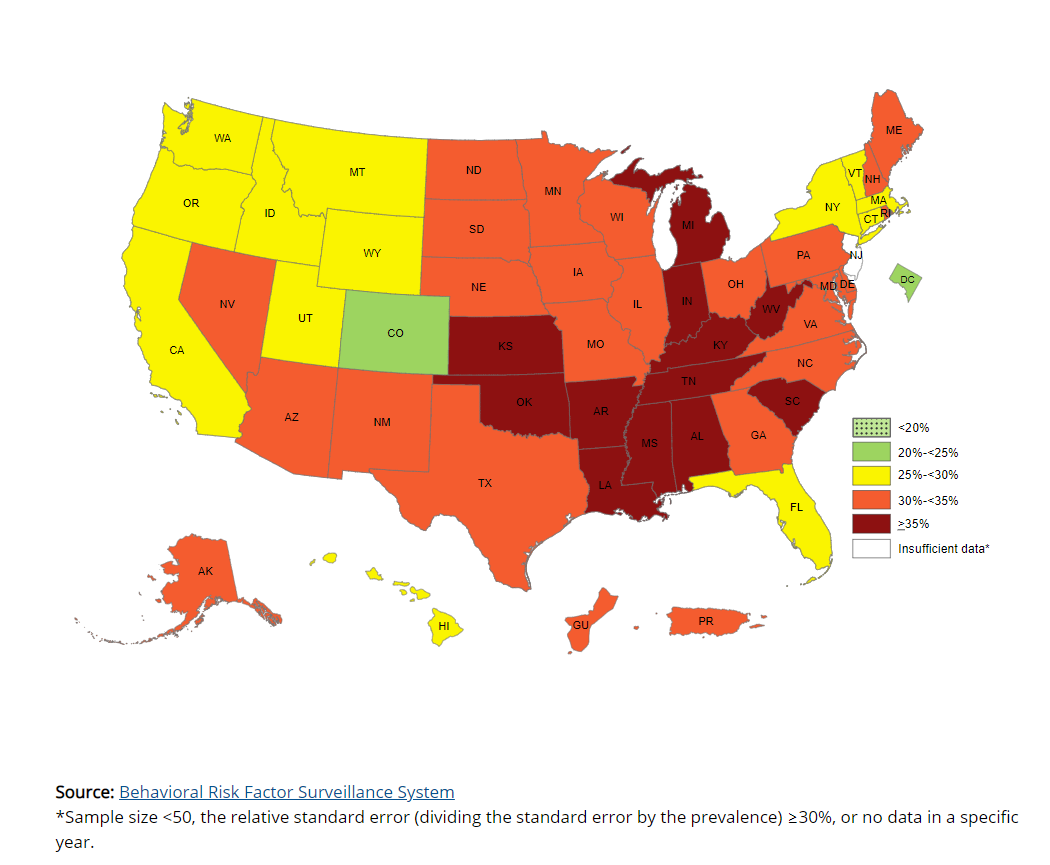 ME
WA
VT
MT
ND
NH
MN
OR
MA
NY
ID
RI
WI
CT
MI
SD
WY
PA
NJ
IA
DC
OH
DE
NE
MD
IN
NV
IL
WV
UT
VA
CO
MO
KS
KY
CA
NC
TN
OK
SC
AR
AZ
NM
<20%
AL
GA
MS
20%-<25%
25%-<30%
TX
LA
30%-<35%
FL
≥35%
Insufficient data*
AK
PR
GU
HI
Source: Behavioral Risk Factor Surveillance System
*Sample size <50, the relative standard error (dividing the standard error by the prevalence) ≥30%, or no data in a specific
year.